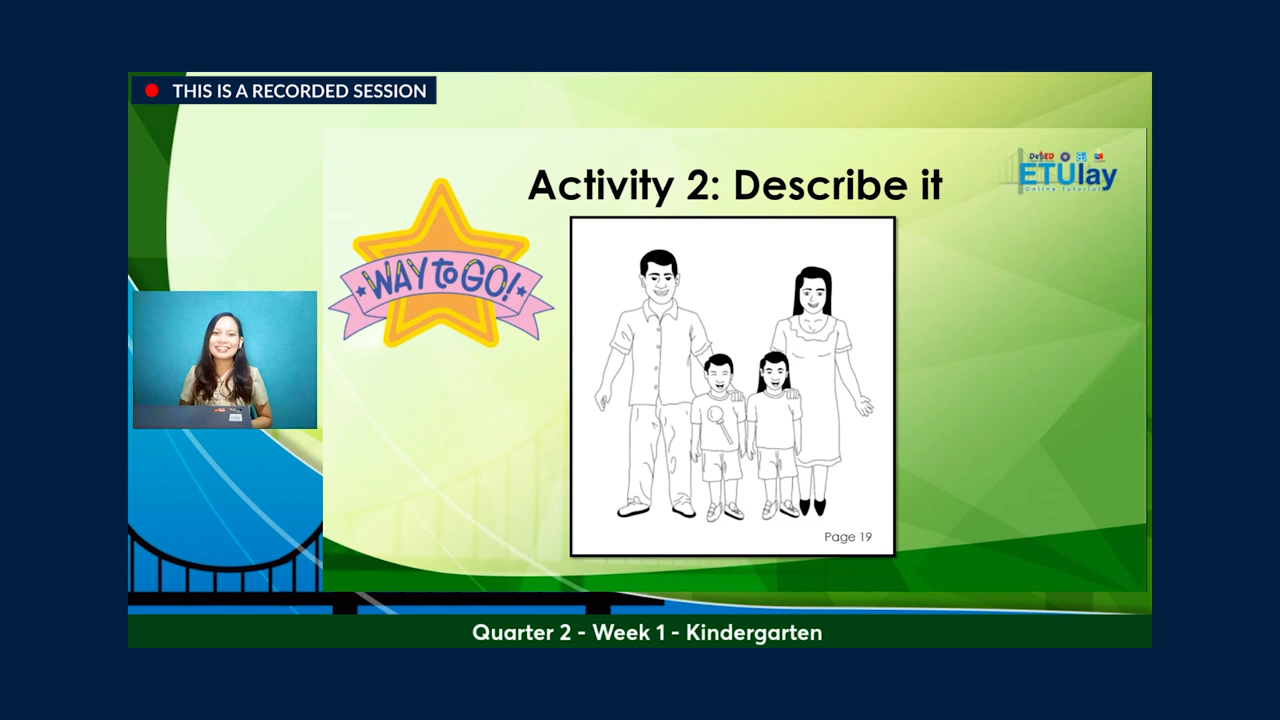 THIS IS A RECORDED SESSION
Activity 2: Describe it
DepED
ETUlay
Online Tutorial
WAY to GO!
Page 19
Quarter 2 - Week 1 - Kindergarten